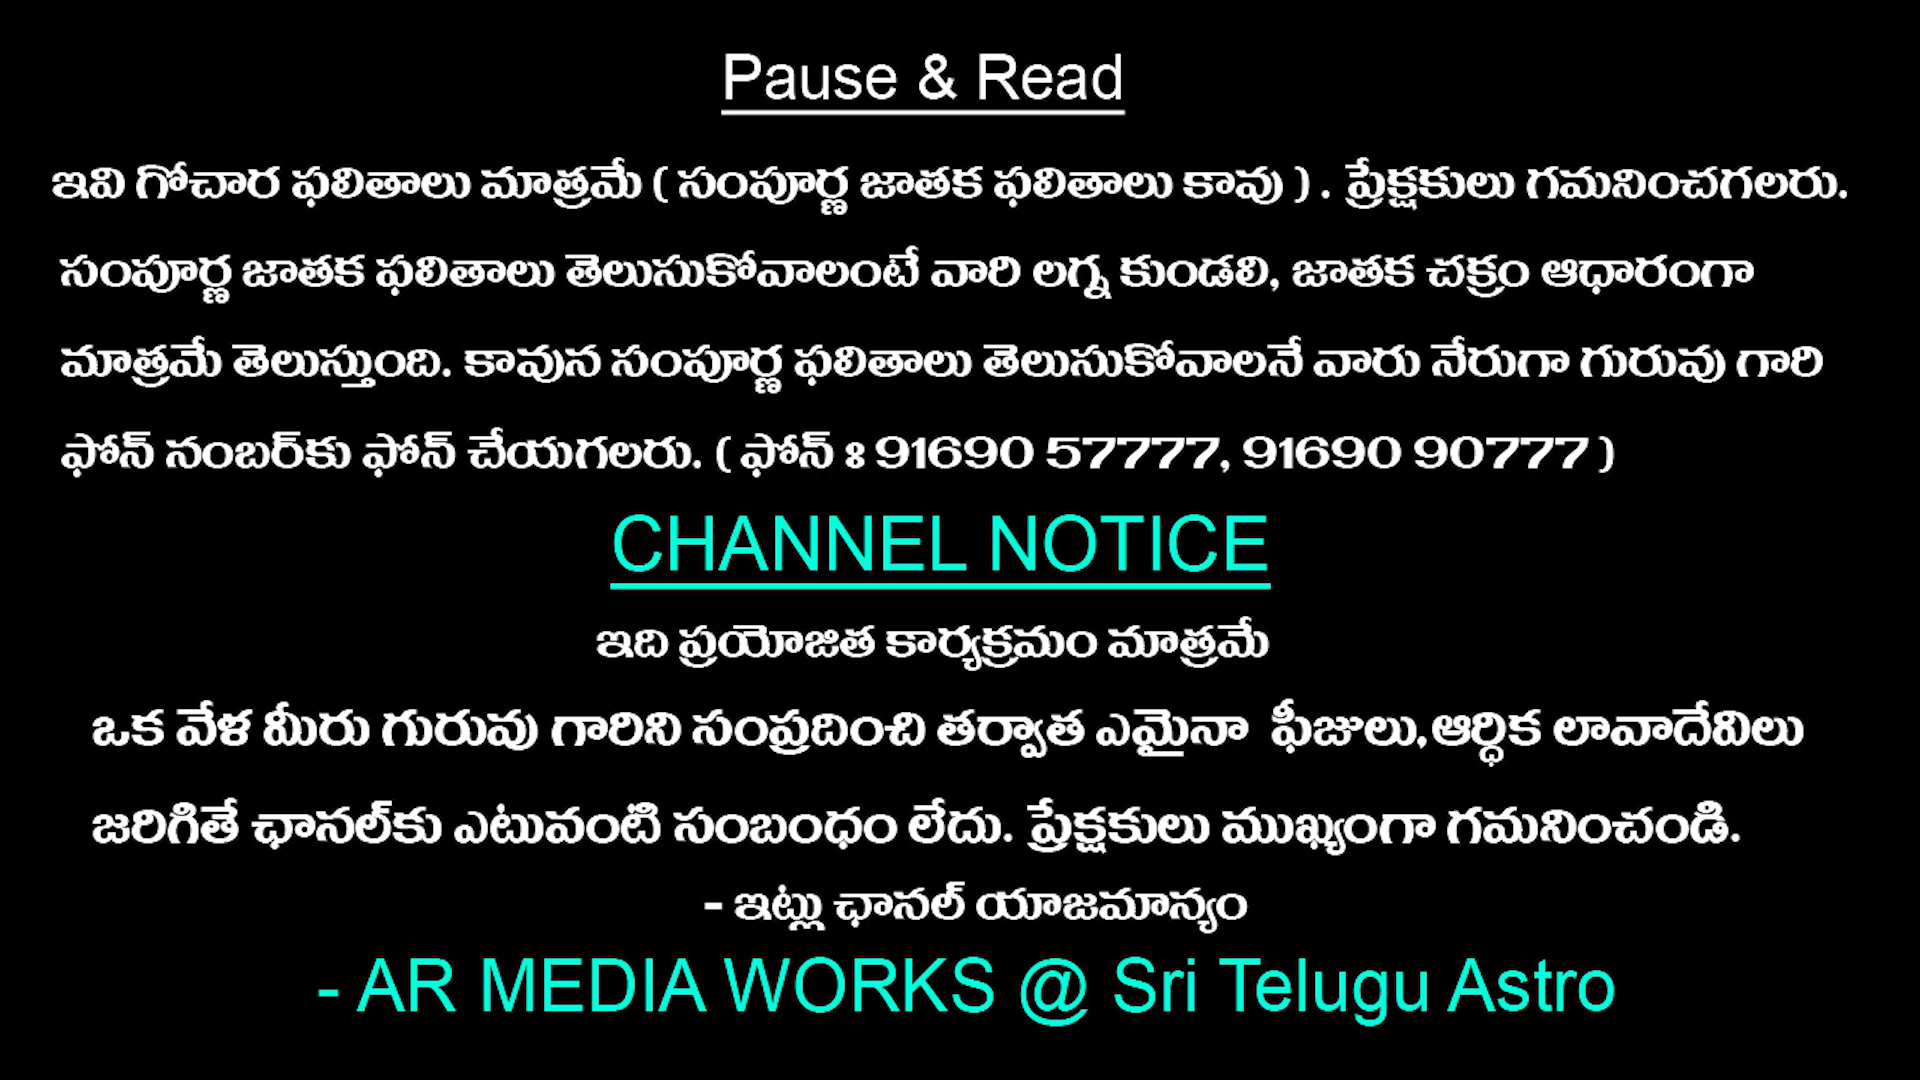 Pause & Read
ఇవి గోచార ఫలితాలు మాత్రమే ( సంపూర్ణ జాతక ఫలితాలు కావు ) . ప్రేక్షకులు గమనించగలరు.
సంపూర్ణ జాతక ఫలితాలు తెలుసుకోవాలంటే వారి లగ్న కుండలి, జాతక చక్రం ఆధారంగా
మాత్రమే తెలుస్తుంది. కావున సంపూర్ణ ఫలితాలు తెలుసుకోవాలనే వారు నేరుగా గురువు గారి
ఫోన్ నంబర్‌కు ఫోన్ చేయగలరు. ( ఫోన్ ః 91690 57777, 91690 90777 )
CHANNEL NOTICE
ఇది ప్రయోజిత కార్యక్రమం మాత్రమే
ఒక వేళ మీరు గురువు గారిని సంప్రదించి తర్వాత ఎమైనా ఫీజులు,ఆర్ధిక లావాదేవిలు
జరిగితే ఛానల్‌కు ఎటువంటి సంబంధం లేదు. ప్రేక్షకులు ముఖ్యంగా గమనించండి.
- ఇట్లు ఛానల్ యాజమాన్యం
- AR MEDIA WORKS @ Sri Telugu Astro